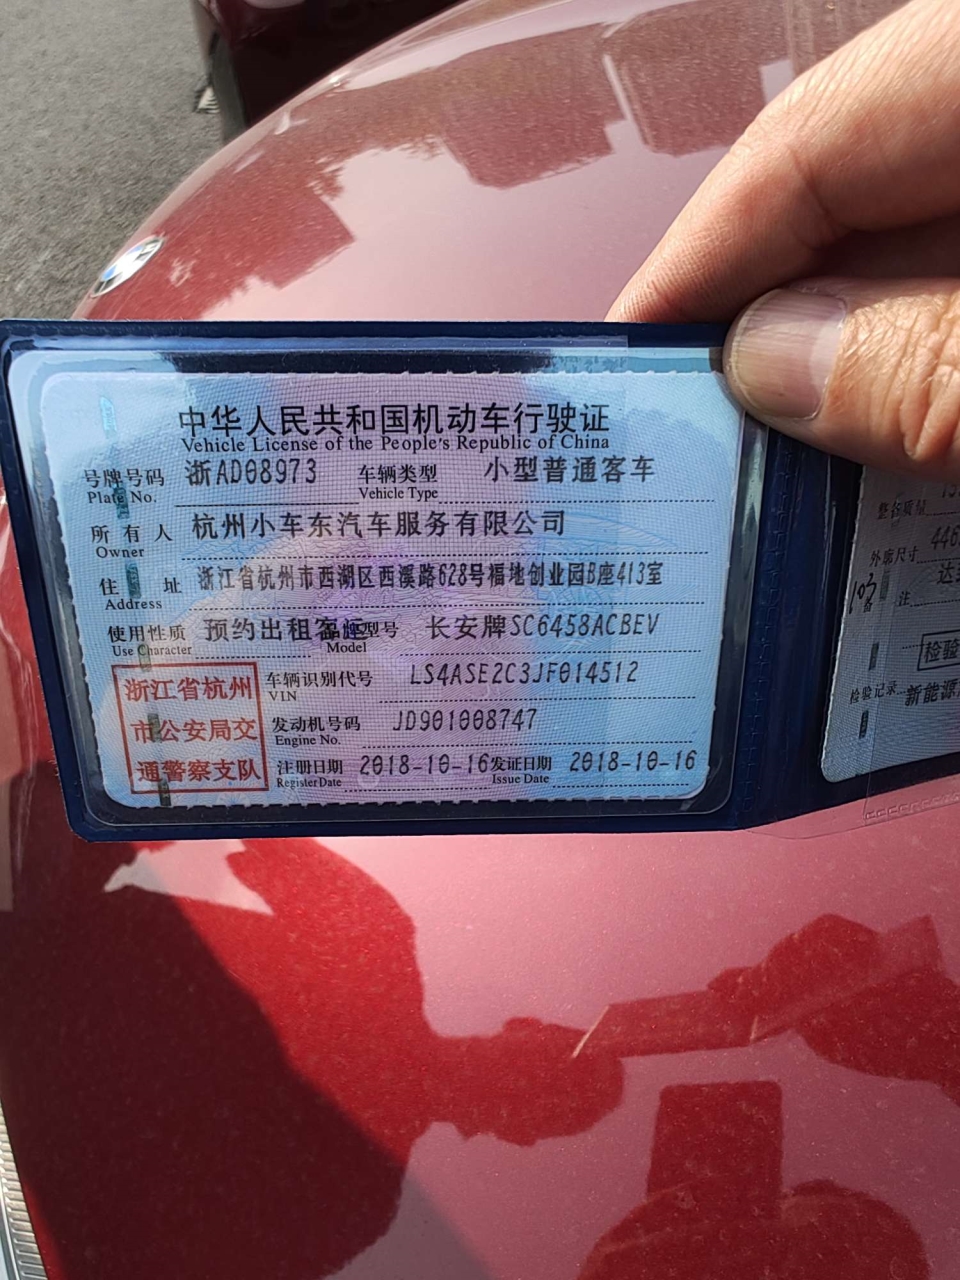 中华人民共和国机动车行驶证
Vehicle License of the People's Republic of China
号牌号码 浙AD08973 车辆类型 小型普通客车
Plate No. Vehicle Type
所有人 杭州小车东汽车服务有限公司
Owner
住址 浙江省杭州市西湖区西溪路628号福地创业园B座413室
Address
使用性质 预约出租客运 品牌型号 长安牌SC6458ACBEV
Use Character Model
浙江省杭州
市公安局交
通警察支队
车辆识别代号 LS4ASE2C3JF014512
VIN
发动机号码 JD901008747
Engine No.
注册日期 2018-10-16 发证日期 2018-10-16
Register Date Issue Date
整备质量
外廓尺寸 446
注
检验
检验记录 新能源